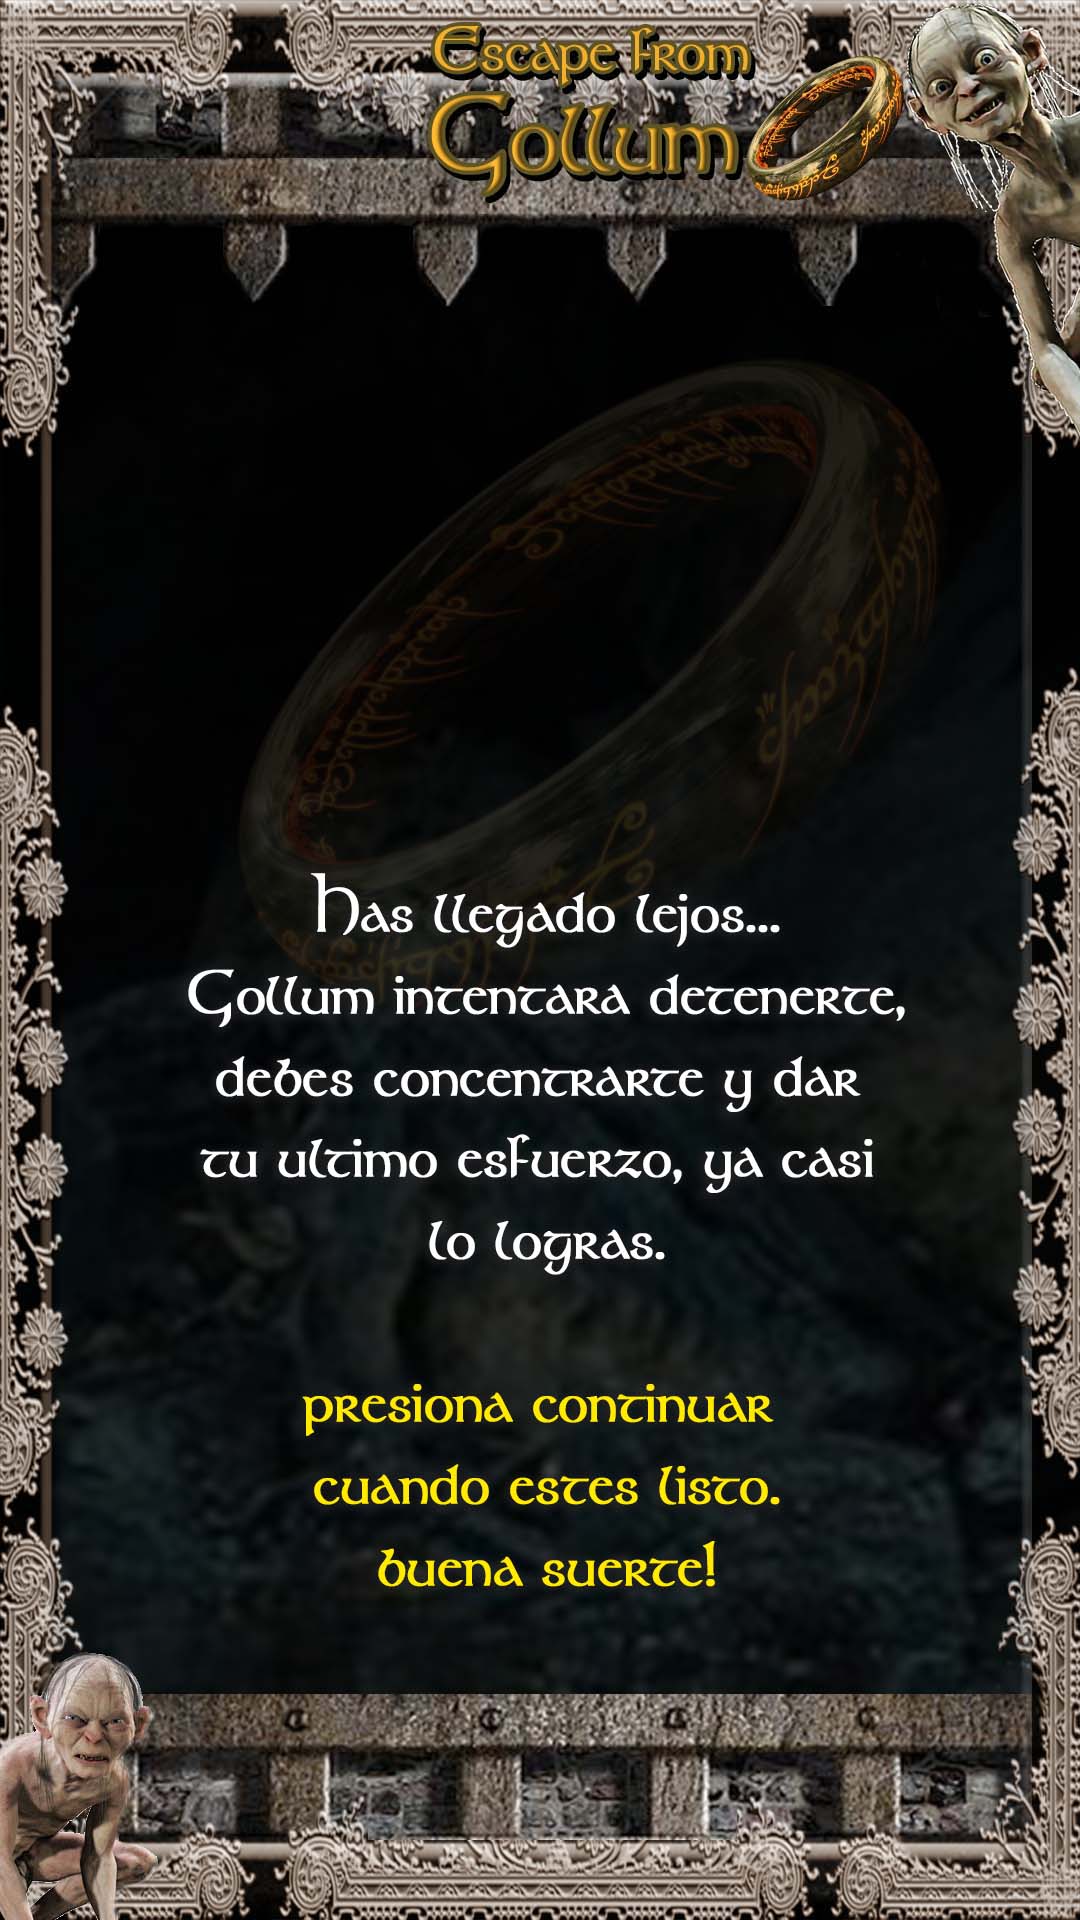 Escape from
Gollum
Has llegado lejos...
Gollum intentara detenerte,
debes concentrarte y dar
tu ultimo esfuerzo, ya casi
lo logras.
presiona continuar
cuando estes listo.
buena suerte!